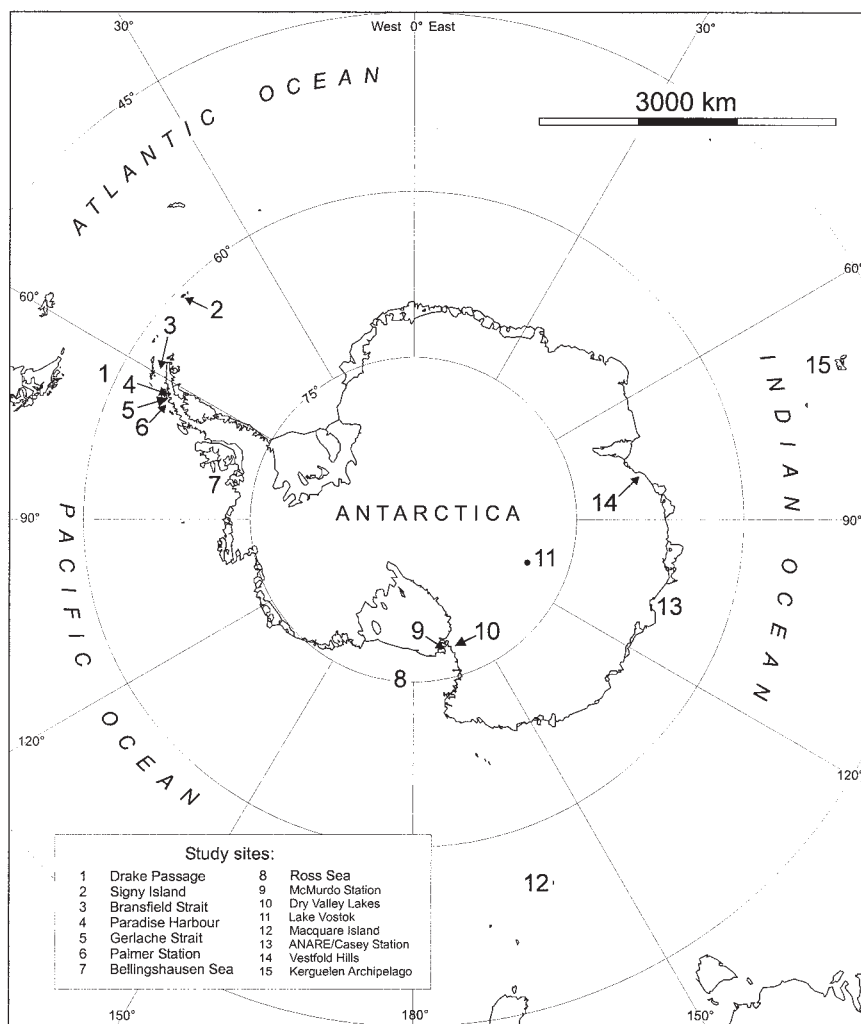 30°
West 0° East
30°
3000 km
45°
ATLANTIC OCEAN
60°
60°
60°
2
3
1
4
5
6
75°
15
INDIAN OCEAN
7
14
ANTARCTICA
90°
90°
PACIFIC OCEAN
11
13
9
10
8
120°
120°
12
150°
180°
150°
Study sites:
1 Drake Passage
2 Signy Island
3 Bransfield Strait
4 Paradise Harbour
5 Gerlache Strait
6 Palmer Station
7 Bellingshausen Sea
8 Ross Sea
9 McMurdo Station
10 Dry Valley Lakes
11 Lake Vostok
12 Macquare Island
13 ANARE/Casey Station
14 Vestfold Hills
15 Kerguelen Archipelago